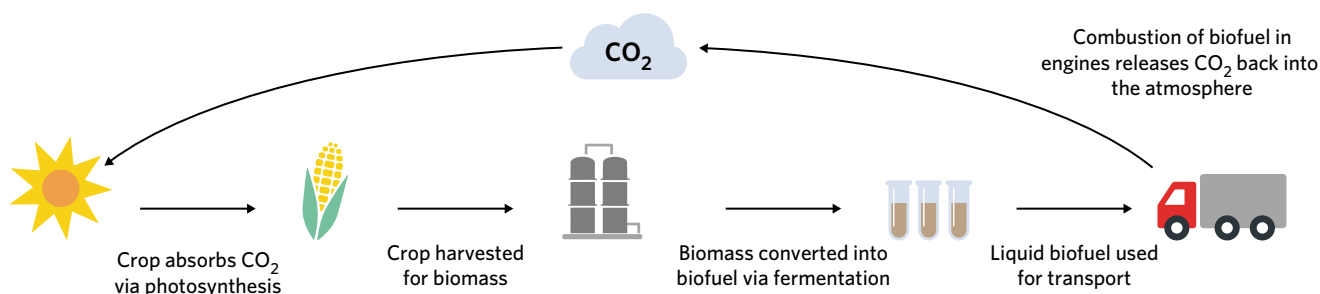 CO₂
Combustion of biofuel in
engines releases CO₂ back into
the atmosphere
Crop absorbs CO₂
via photosynthesis
Crop harvested
for biomass
Biomass converted into
biofuel via fermentation
Liquid biofuel used
for transport